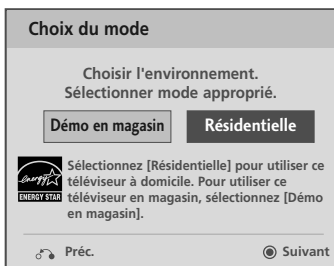 Choix du mode
Choisir l'environnement.
Sélectionner mode approprié.
Démo en magasin
Résidentielle
energy
ENERGY STAR
Sélectionnez [Résidentielle] pour utiliser ce
téléviseur à domicile. Pour utiliser ce
téléviseur en magasin, sélectionnez [Démo
en magasin].
Préc.
Suivant